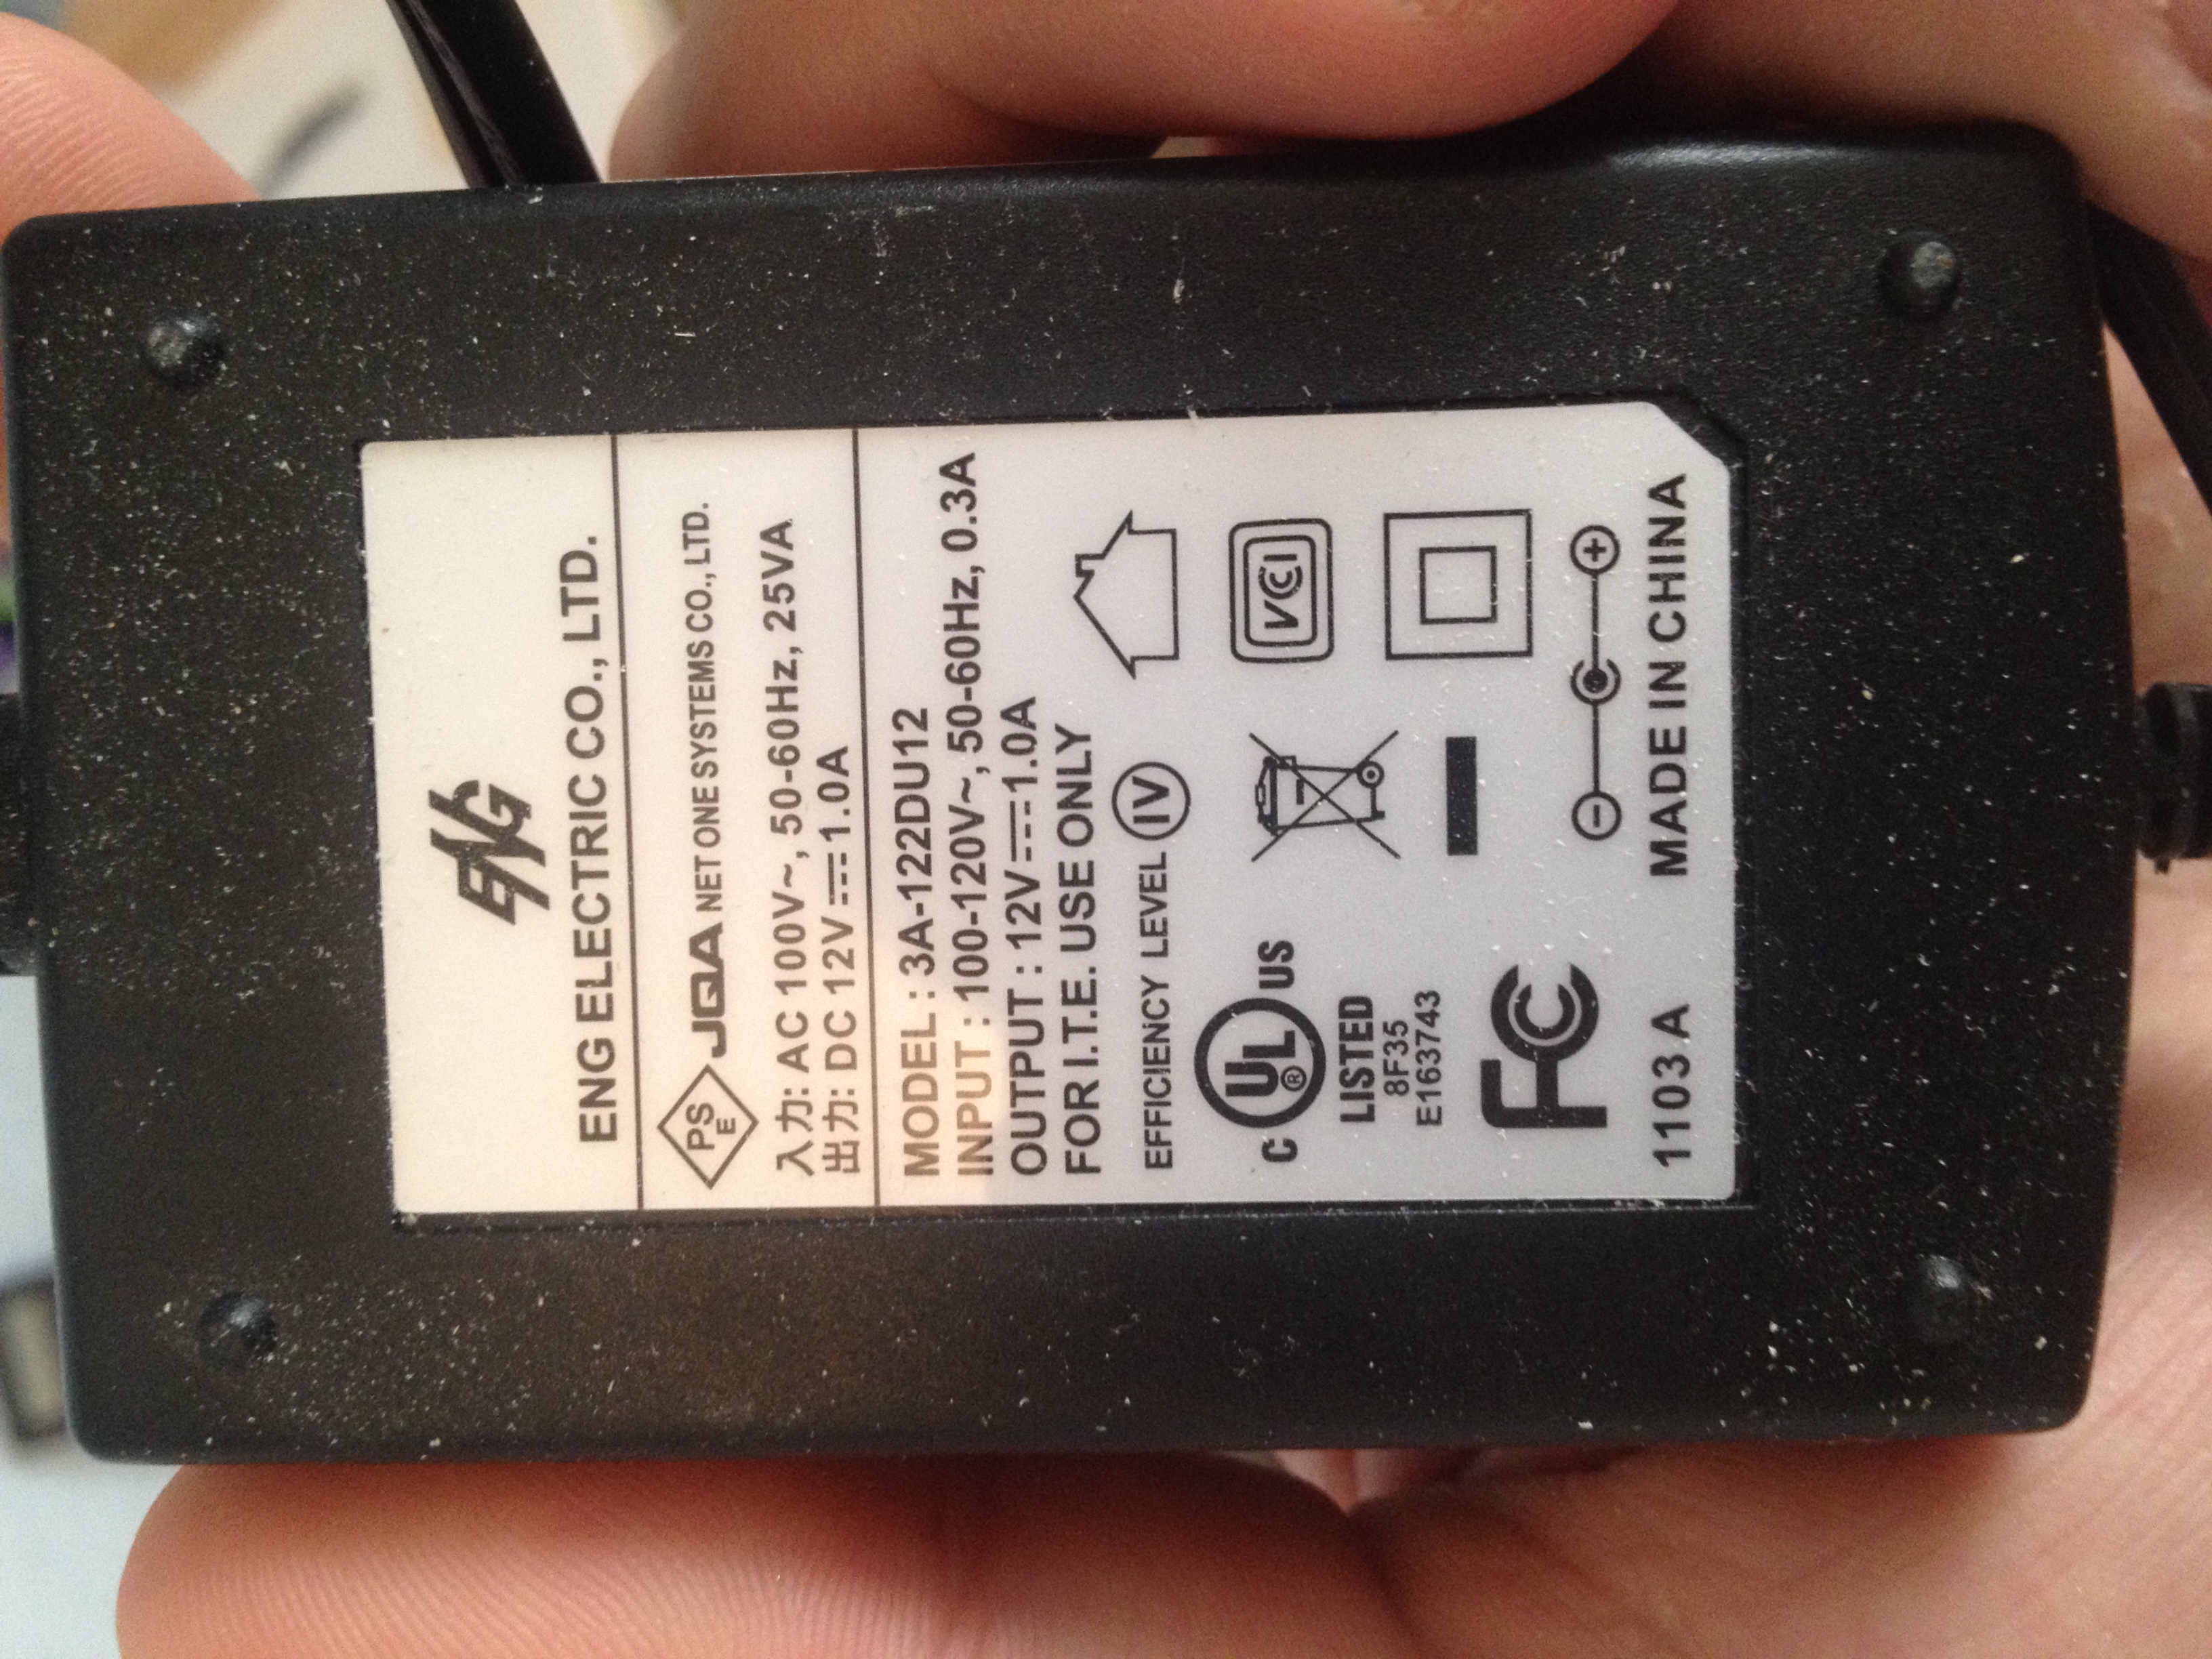 ENG
ENG ELECTRIC CO., LTD.
PS
E
JQA NET ONE SYSTEMS CO., LTD.
入力: AC 100V~, 50-60Hz, 25VA
出力: DC 12V⎓1.0A
MODEL : 3A-122DU12
INPUT : 100-120V~, 50-60Hz, 0.3A
OUTPUT : 12V⎓1.0A
FOR I.T.E. USE ONLY
EFFICIENCY LEVEL IV
C UL® US
LISTED
8F35
E163743
VCCI
FC
1103 A
MADE IN CHINA